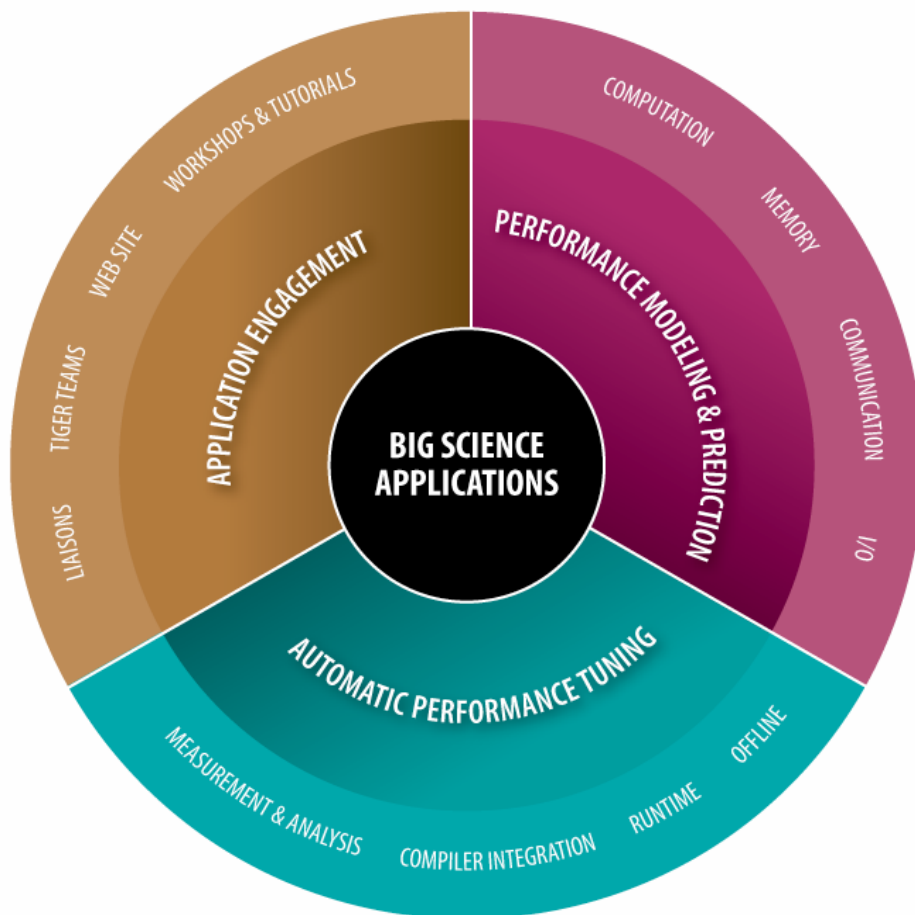 BIG SCIENCE
APPLICATIONS
APPLICATION ENGAGEMENT
LIAISONS
TIGER TEAMS
WEB SITE
WORKSHOPS & TUTORIALS
PERFORMANCE MODELING & PREDICTION
COMPUTATION
MEMORY
COMMUNICATION
I/O
AUTOMATIC PERFORMANCE TUNING
MEASUREMENT & ANALYSIS
COMPILER INTEGRATION
RUNTIME
OFFLINE